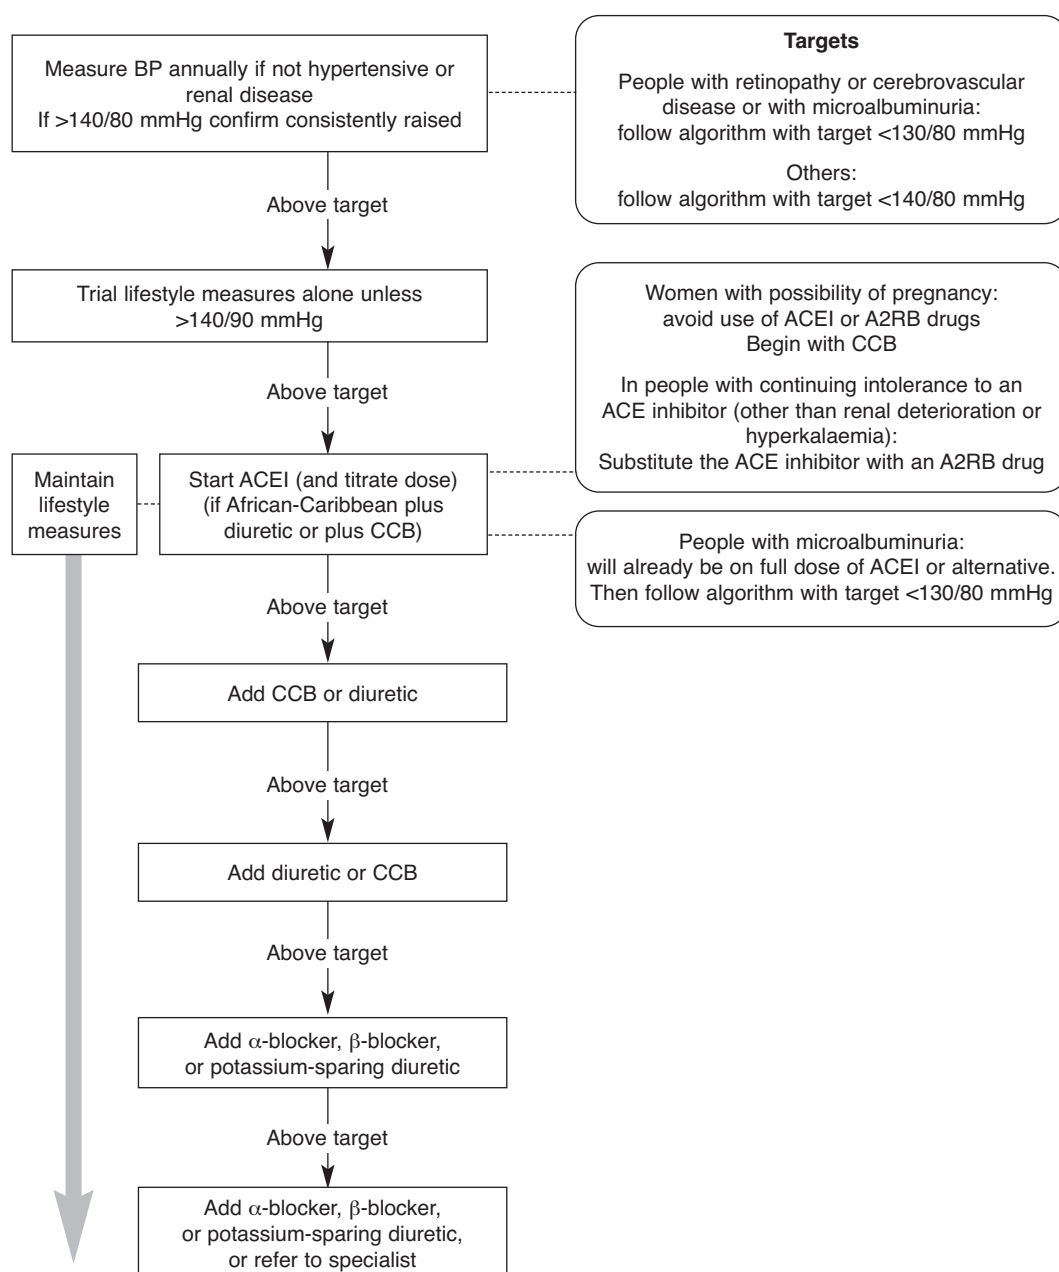 Measure BP annually if not hypertensive or
renal disease
If >140/80 mmHg confirm consistently raised
Targets
People with retinopathy or cerebrovascular
disease or with microalbuminuria:
follow algorithm with target <130/80 mmHg
Others:
follow algorithm with target <140/80 mmHg
Above target
Trial lifestyle measures alone unless
>140/90 mmHg
Women with possibility of pregnancy:
avoid use of ACEI or A2RB drugs
Begin with CCB
In people with continuing intolerance to an
ACE inhibitor (other than renal deterioration or
hyperkalaemia):
Substitute the ACE inhibitor with an A2RB drug
Above target
Maintain
lifestyle
measures
Start ACEI (and titrate dose)
(if African-Caribbean plus
diuretic or plus CCB)
People with microalbuminuria:
will already be on full dose of ACEI or alternative.
Then follow algorithm with target <130/80 mmHg
Above target
Add CCB or diuretic
Above target
Add diuretic or CCB
Above target
Add α-blocker, β-blocker,
or potassium-sparing diuretic
Above target
Add α-blocker, β-blocker,
or potassium-sparing diuretic,
or refer to specialist